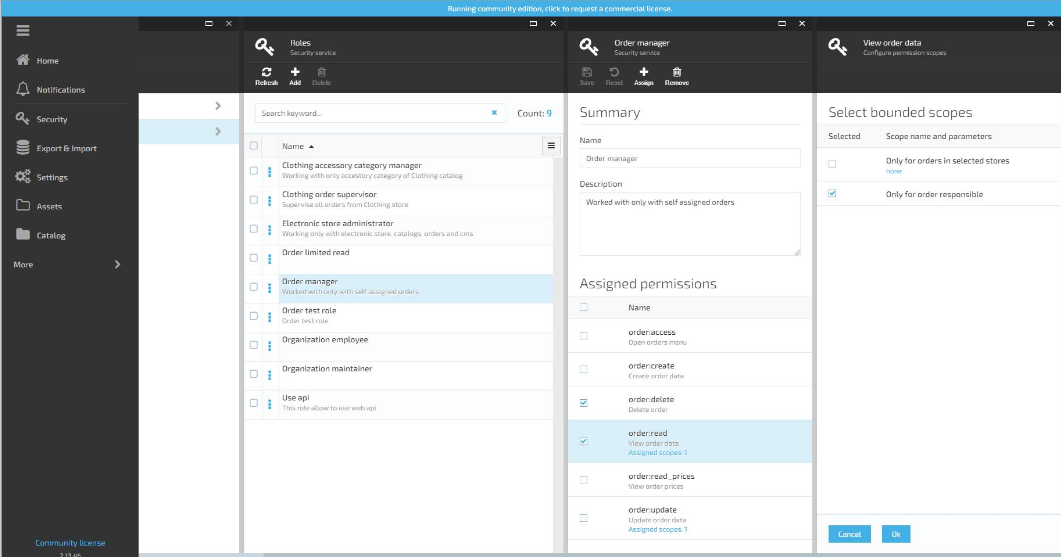 Running community edition, click to request a commercial license.
Home
Notifications
Security
Export & Import
Settings
Assets
Catalog
More
Community license
2.13.45
Roles
Security service
Refresh
Add
Delete
Search keyword...
Count: 9
Name
Clothing accessory category manager
Working with only accestory category of Clothing catalog
Clothing order supervisor
Supervise all orders from Clothing store
Electronic store administrator
Working only with electronic store, catalogs, orders and cms
Order limited read
Order manager
Worked with only with self assigned orders
Order test role
Order test role
Organization employee
Organization maintainer
Use api
This role allow to use web api
Order manager
Security service
Save
Reset
Assign
Remove
Summary
Name
Order manager
Description
Worked with only with self assigned orders
Assigned permissions
Name
order:access
Open orders menu
order:create
Create order data
order:delete
Delete order
order:read
View order data
Assigned scopes: 1
order:read_prices
View order prices
order:update
Update order data
Assigned scopes: 1
View order data
Configure permission scopes
Select bounded scopes
Selected
Scope name and parameters
Only for orders in selected stores
none
Only for order responsible
Cancel
Ok